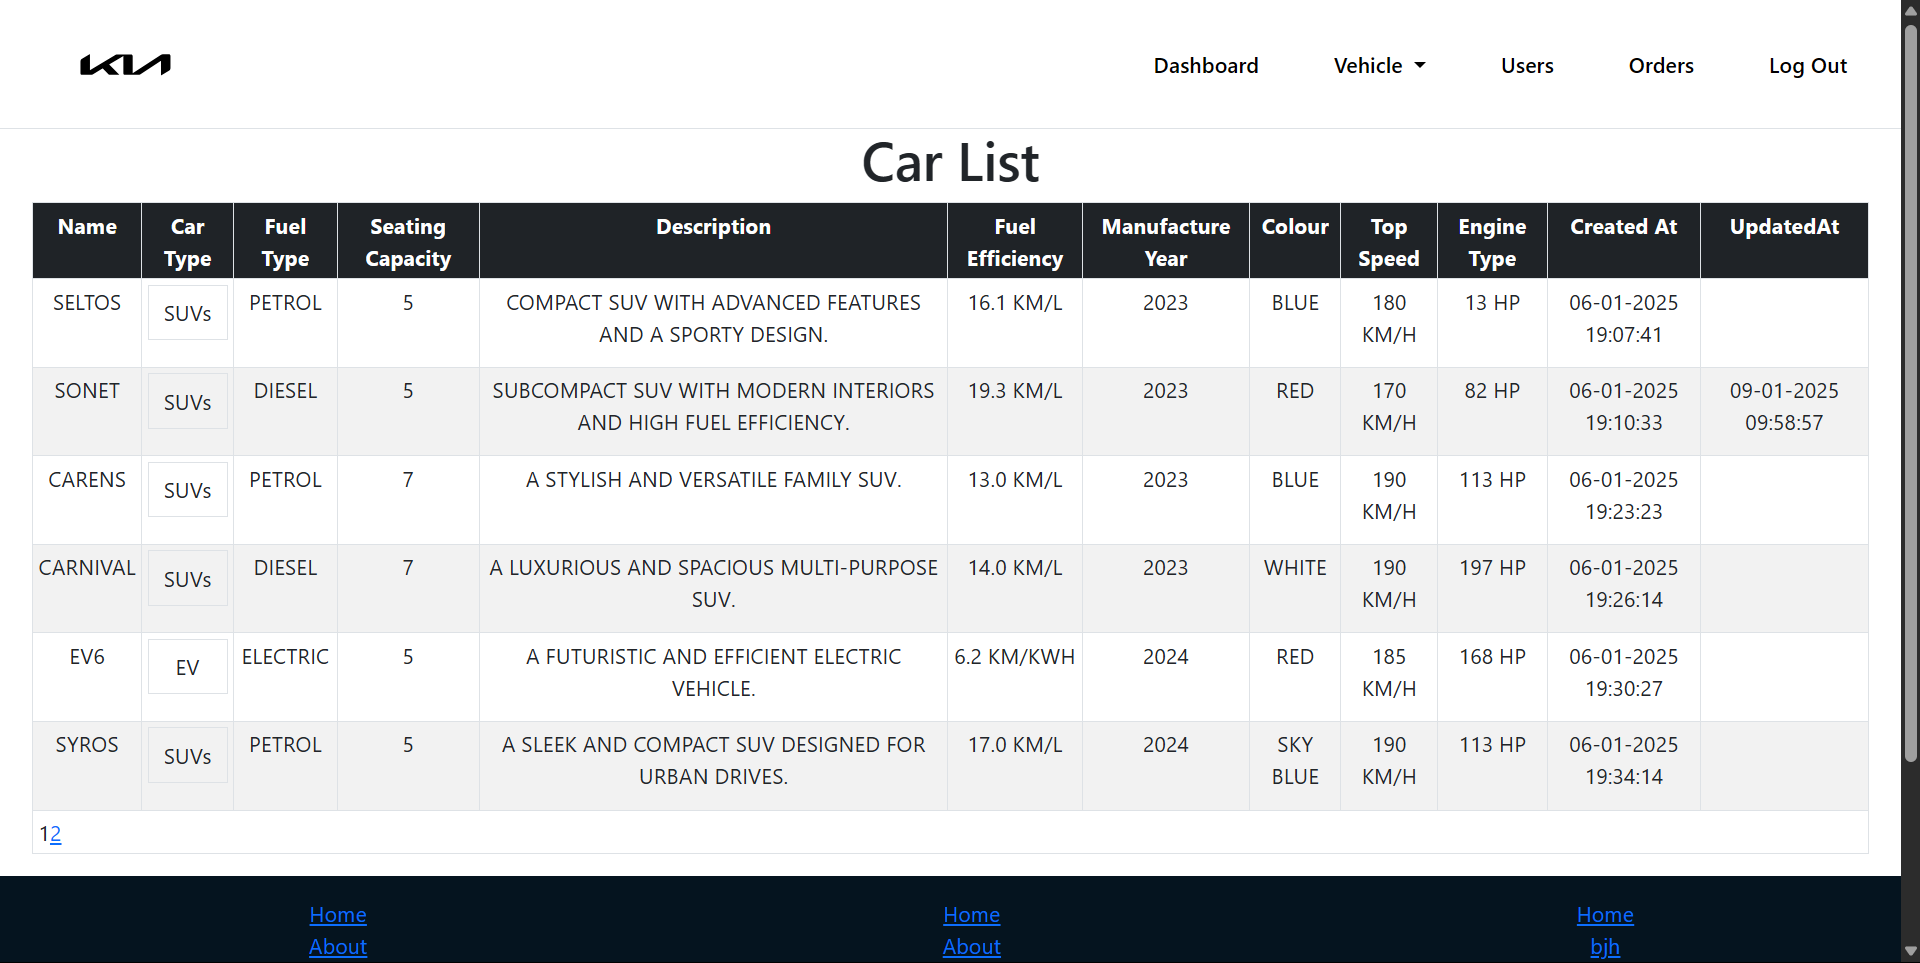 KIA
Dashboard Vehicle Users Orders Log Out
Car List
Name Car Type Fuel Type Seating Capacity Description Fuel Efficiency Manufacture Year Colour Top Speed Engine Type Created At UpdatedAt
SELTOS SUVs PETROL 5 COMPACT SUV WITH ADVANCED FEATURES AND A SPORTY DESIGN. 16.1 KM/L 2023 BLUE 180 KM/H 13 HP 06-01-2025 19:07:41
SONET SUVs DIESEL 5 SUBCOMPACT SUV WITH MODERN INTERIORS AND HIGH FUEL EFFICIENCY. 19.3 KM/L 2023 RED 170 KM/H 82 HP 06-01-2025 19:10:33 09-01-2025 09:58:57
CARENS SUVs PETROL 7 A STYLISH AND VERSATILE FAMILY SUV. 13.0 KM/L 2023 BLUE 190 KM/H 113 HP 06-01-2025 19:23:23
CARNIVAL SUVs DIESEL 7 A LUXURIOUS AND SPACIOUS MULTI-PURPOSE SUV. 14.0 KM/L 2023 WHITE 190 KM/H 197 HP 06-01-2025 19:26:14
EV6 EV ELECTRIC 5 A FUTURISTIC AND EFFICIENT ELECTRIC VEHICLE. 6.2 KM/KWH 2024 RED 185 KM/H 168 HP 06-01-2025 19:30:27
SYROS SUVs PETROL 5 A SLEEK AND COMPACT SUV DESIGNED FOR URBAN DRIVES. 17.0 KM/L 2024 SKY BLUE 190 KM/H 113 HP 06-01-2025 19:34:14
12
Home Home Home
About About bjh